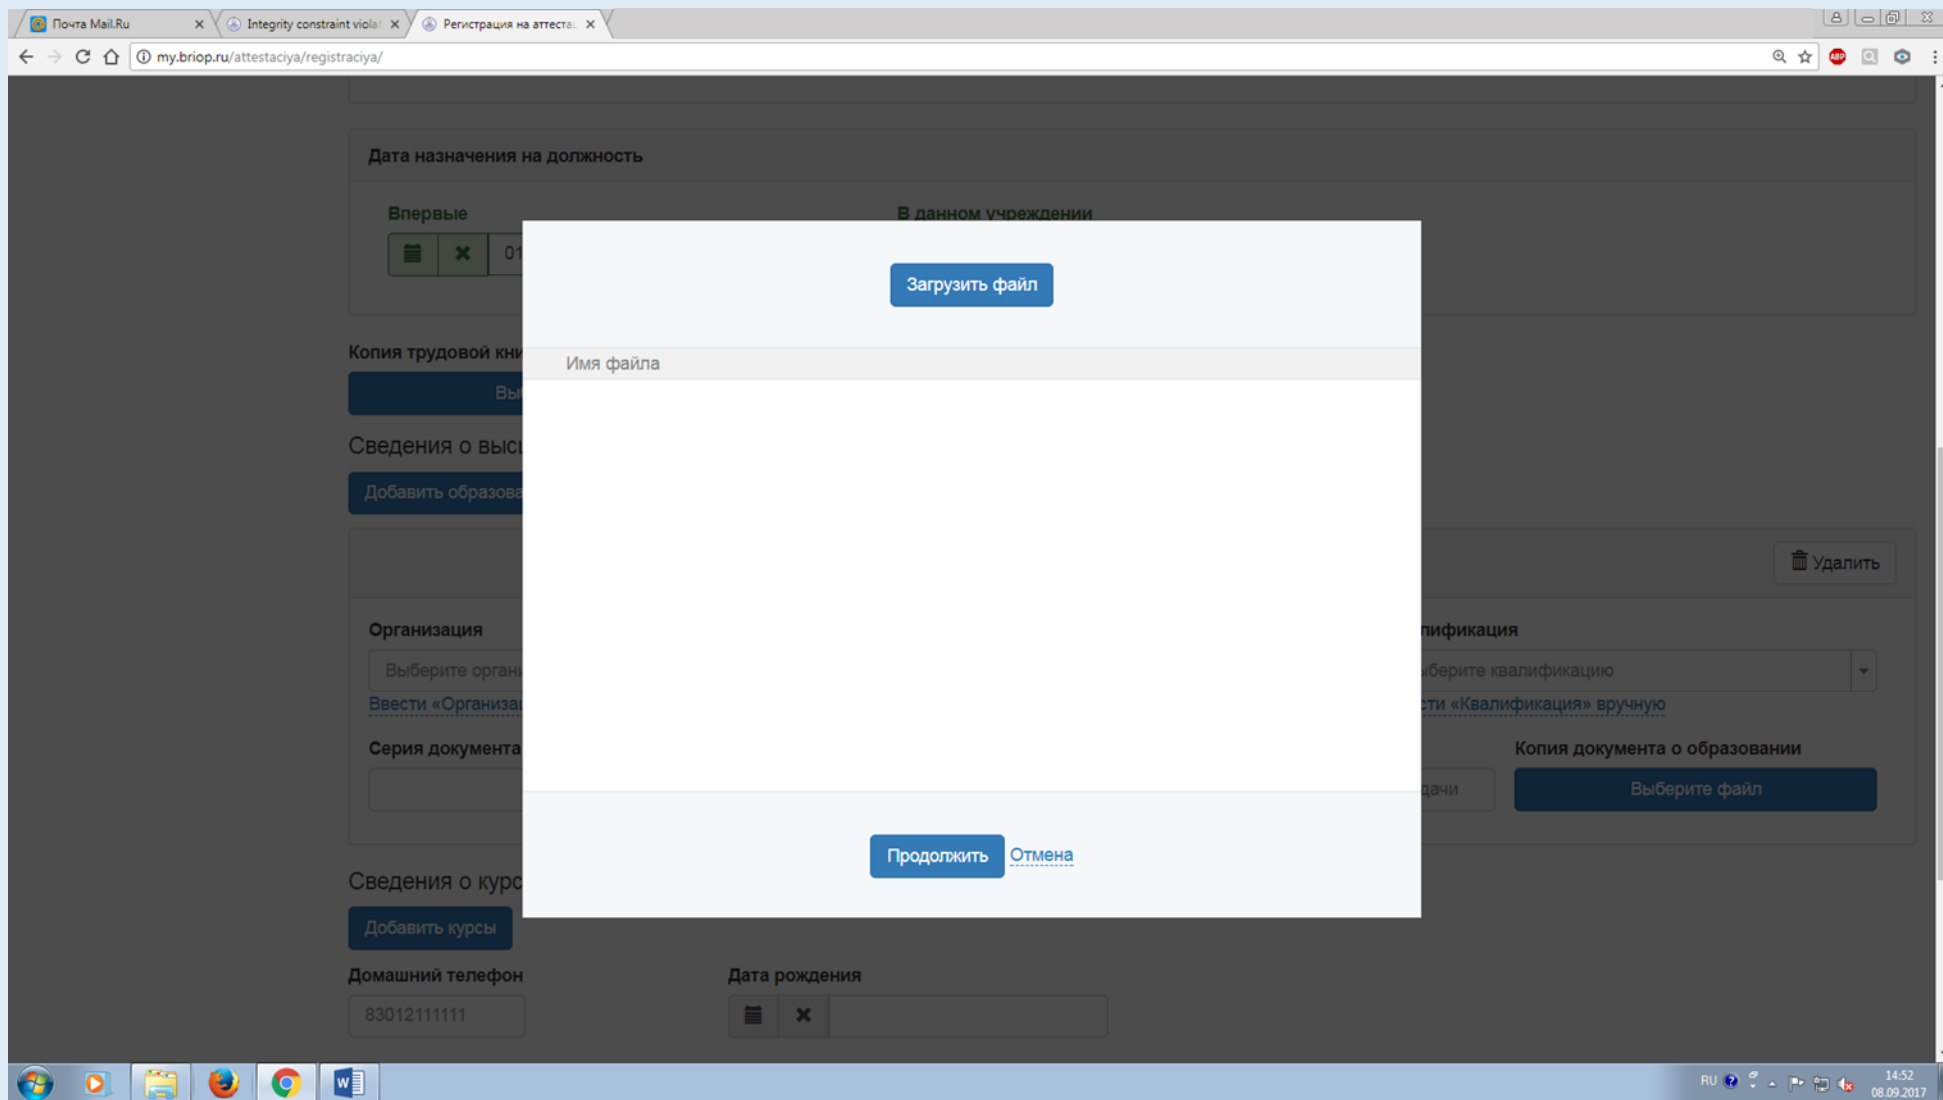 Почта Mail.Ru
Integrity constraint violat
Регистрация на аттеста
my.briop.ru/attestaciya/registraciya/
ABP
Дата назначения на должность
Впервые
В данном учреждении
01
Загрузить файл
Имя файла
Копия трудовой кни
Вы
Сведения о выс
Добавить образова
Удалить
Организация
лификация
Выберите органи
ыберите квалификацию
Ввести «Организа
сти «Квалификация» вручную
Серия документа
Копия документа о образовании
дачи
Выберите файл
Продолжить
Отмена
Сведения о курс
Добавить курсы
Домашний телефон
Дата рождения
83012111111
RU
14:52
08.09.2017